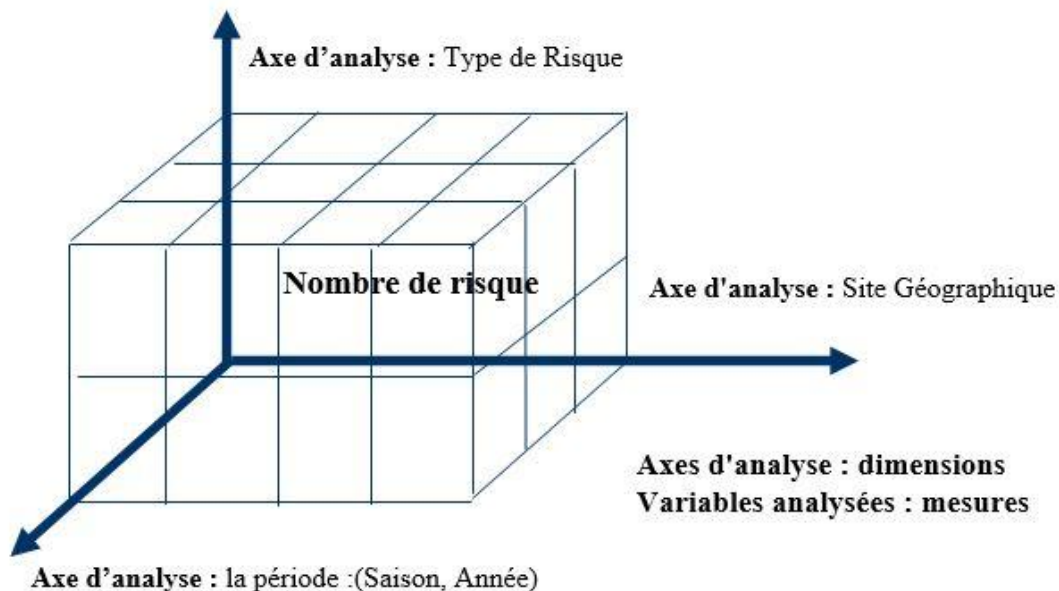 Axe d’analyse : Type de Risque
Nombre de risque
Axe d'analyse : Site Géographique
Axes d'analyse : dimensions
Variables analysées : mesures
Axe d’analyse : la période :(Saison, Année)